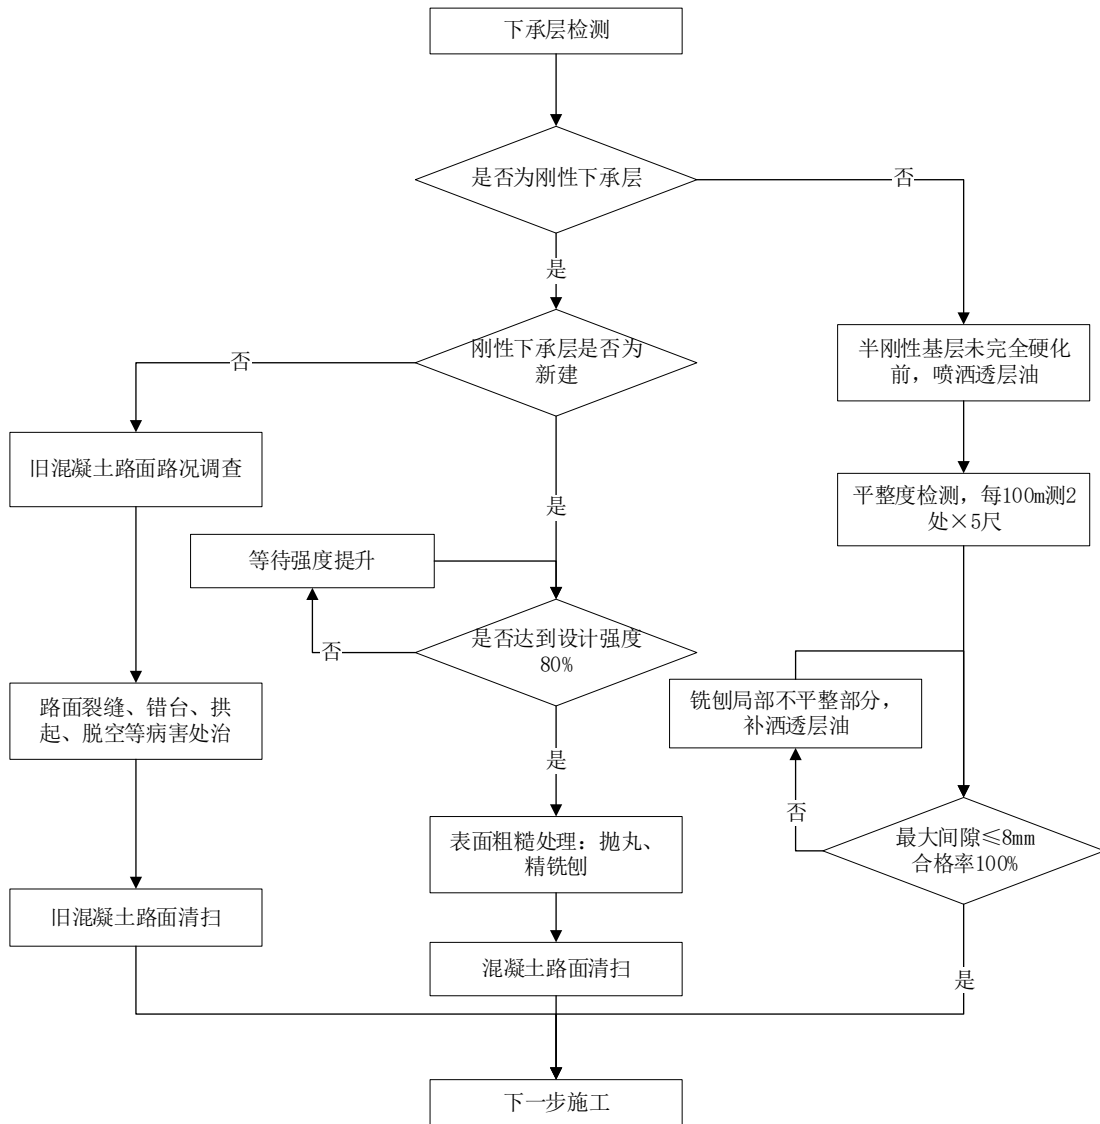 下承层检测
是否为刚性下承层
否
是
刚性下承层是否为
新建
否
半刚性基层未完全硬化
前，喷洒透层油
旧混凝土路面路况调查
是
平整度检测，每100m测2
处×5尺
等待强度提升
是否达到设计强度
80%
否
路面裂缝、错台、拱
起、脱空等病害处治
铣刨局部不平整部分，
补洒透层油
是
否
表面粗糙处理：抛丸、
精铣刨
最大间隙≤8mm
合格率100%
旧混凝土路面清扫
混凝土路面清扫
是
下一步施工